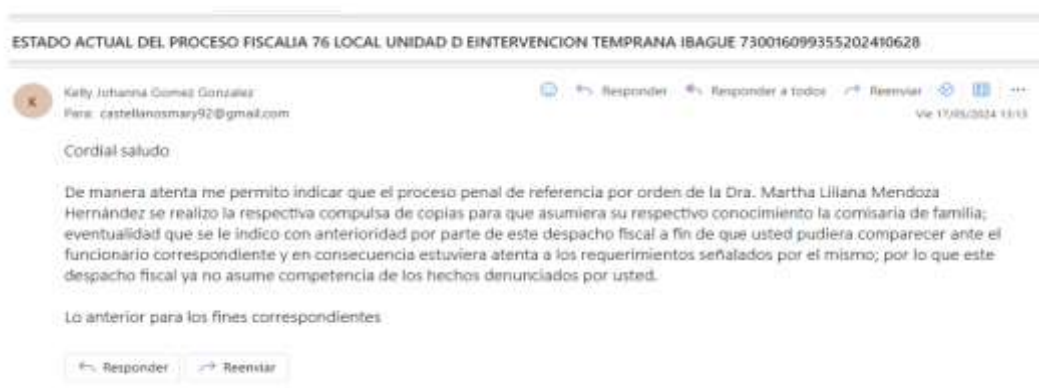 ESTADO ACTUAL DEL PROCESO FISCALIA 76 LOCAL UNIDAD D EINTERVENCION TEMPRANA IBAGUE 730016099355202410628
K
Kelly Johanna Gomez Gonzalez
Responder Responder a todos Reenviar
Para: castellanosmary92@gmail.com
Vie 17/05/2024 13:13
Cordial saludo
De manera atenta me permito indicar que el proceso penal de referencia por orden de la Dra. Martha Liliana Mendoza
Hernández se realizo la respectiva compulsa de copias para que asumiera su respectivo conocimiento la comisaria de familia;
eventualidad que se le indico con anterioridad por parte de este despacho fiscal a fin de que usted pudiera comparecer ante el
funcionario correspondiente y en consecuencia estuviera atenta a los requerimientos señalados por el mismo; por lo que este
despacho fiscal ya no asume competencia de los hechos denunciados por usted.
Lo anterior para los fines correspondientes
Responder Reenviar